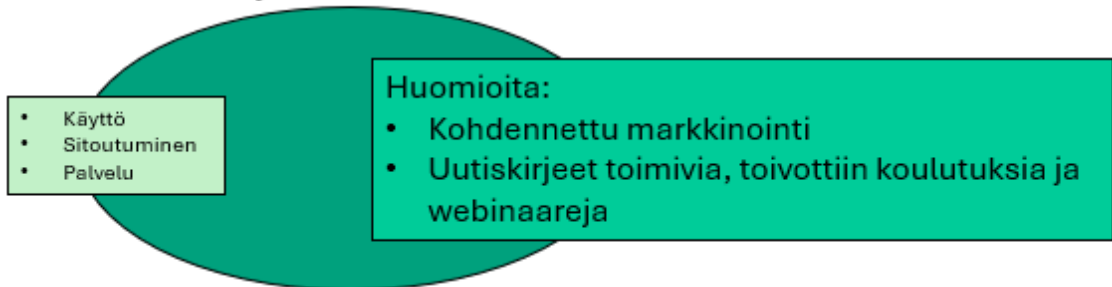 • Käyttö
• Sitoutuminen
• Palvelu
Huomioita:
• Kohdennettu markkinointi
• Uutiskirjeet toimivia, toivottiin koulutuksia ja
webinaareja